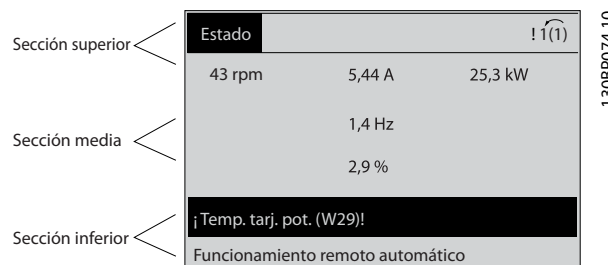 Sección superior
Estado
! 1(1)
43 rpm 5,44 A 25,3 kW
Sección media
1,4 Hz
2,9 %
Sección inferior
¡ Temp. tarj. pot. (W29)!
Funcionamiento remoto automático
130BP074.10